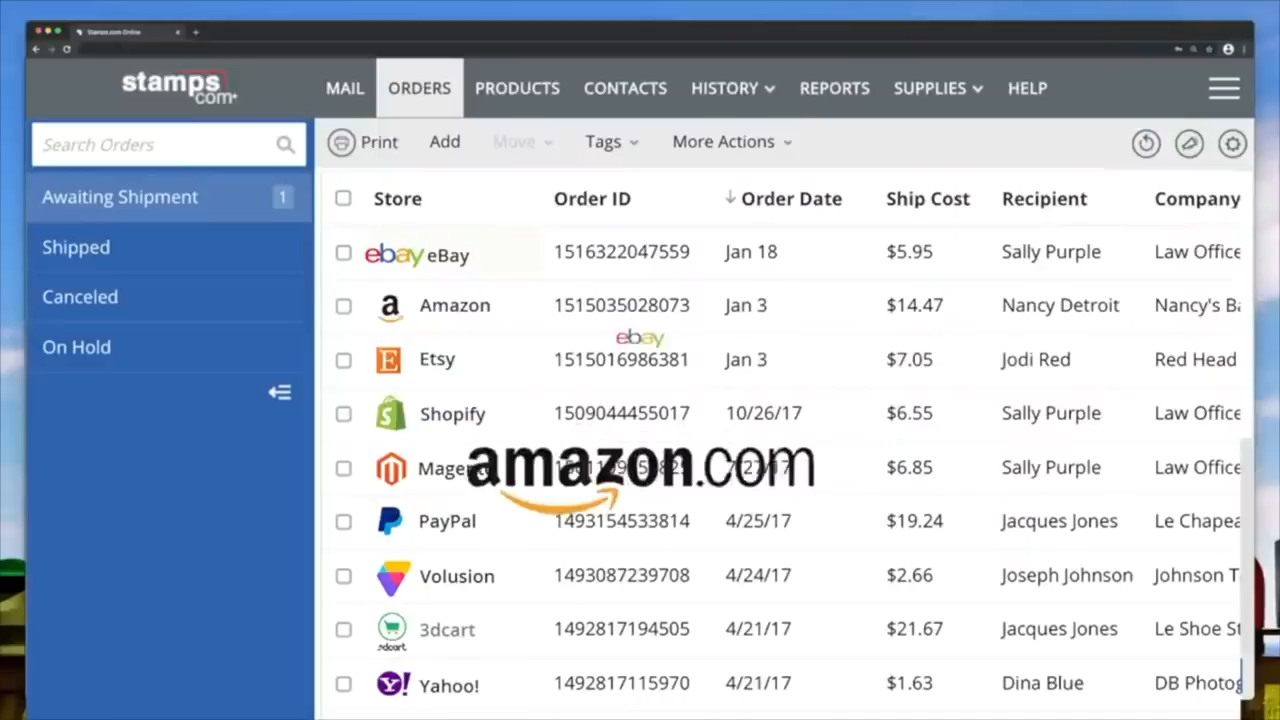 Stamps.com Online
stamps
.com
MAIL ORDERS PRODUCTS CONTACTS HISTORY REPORTS SUPPLIES HELP
Search Orders
Print Add Move Tags More Actions
Awaiting Shipment 1
Shipped
Canceled
On Hold
Store Order ID Order Date Ship Cost Recipient Company
ebay eBay 1516322047559 Jan 18 $5.95 Sally Purple Law Office
a Amazon 1515035028073 Jan 3 $14.47 Nancy Detroit Nancy's Ba
ebay
E Etsy 1515016986381 Jan 3 $7.05 Jodi Red Red Head
S Shopify 1509044455017 10/26/17 $6.55 Sally Purple Law Office
amazon.com
$6.85 Sally Purple Law Office
PayPal 1493154533814 4/25/17 $19.24 Jacques Jones Le Chapea
Volusion 1493087239708 4/24/17 $2.66 Joseph Johnson Johnson T
3dcart 3dcart 1492817194505 4/21/17 $21.67 Jacques Jones Le Shoe St
Y! Yahoo! 1492817115970 4/21/17 $1.63 Dina Blue DB Photog